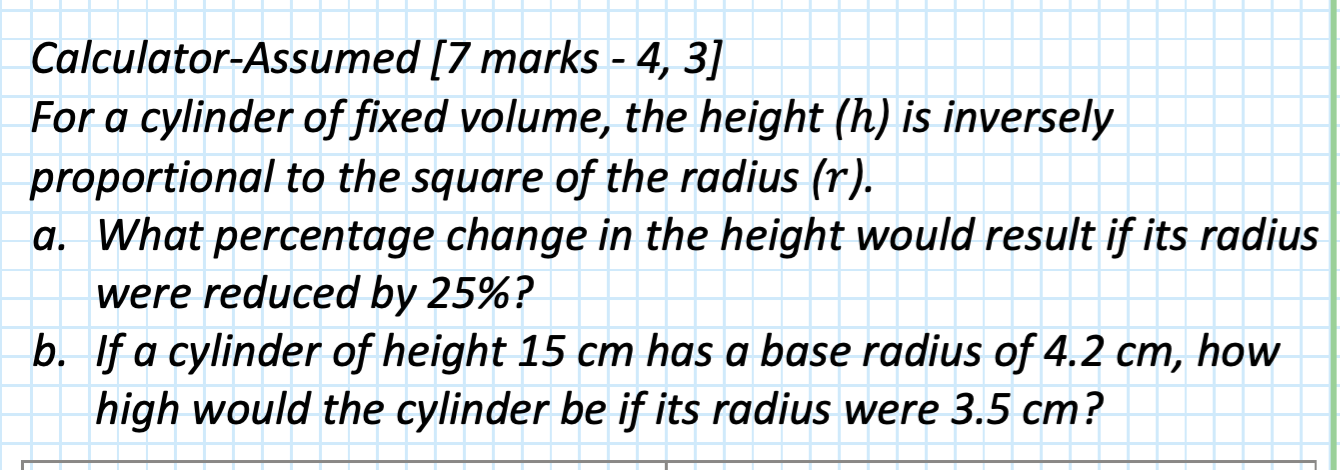 Calculator-Assumed [7 marks - 4, 3]
For a cylinder of fixed volume, the height (h) is inversely
proportional to the square of the radius (r).
a. What percentage change in the height would result if its radius
were reduced by 25%?
b. If a cylinder of height 15 cm has a base radius of 4.2 cm, how
high would the cylinder be if its radius were 3.5 cm?